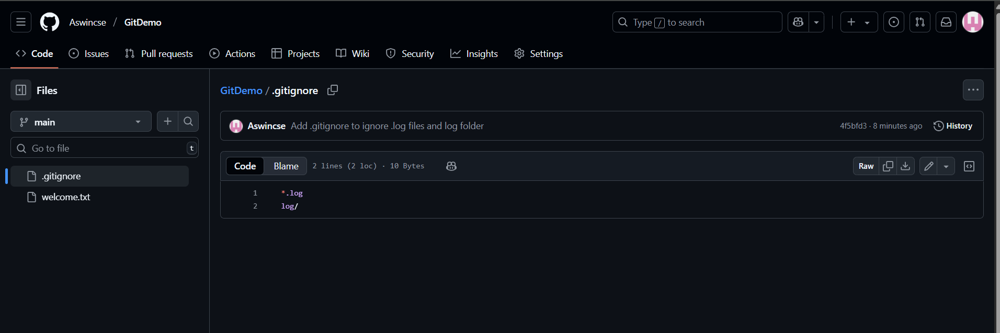 Aswincse / GitDemo
Type / to search
Code Issues Pull requests Actions Projects Wiki Security Insights Settings
Files
main
Go to file t
.gitignore
welcome.txt
GitDemo / .gitignore
Aswincse Add .gitignore to ignore .log files and log folder
4f5bfd3 · 8 minutes ago History
Code Blame 2 lines (2 loc) · 10 Bytes
Raw
1 *.log
2 log/